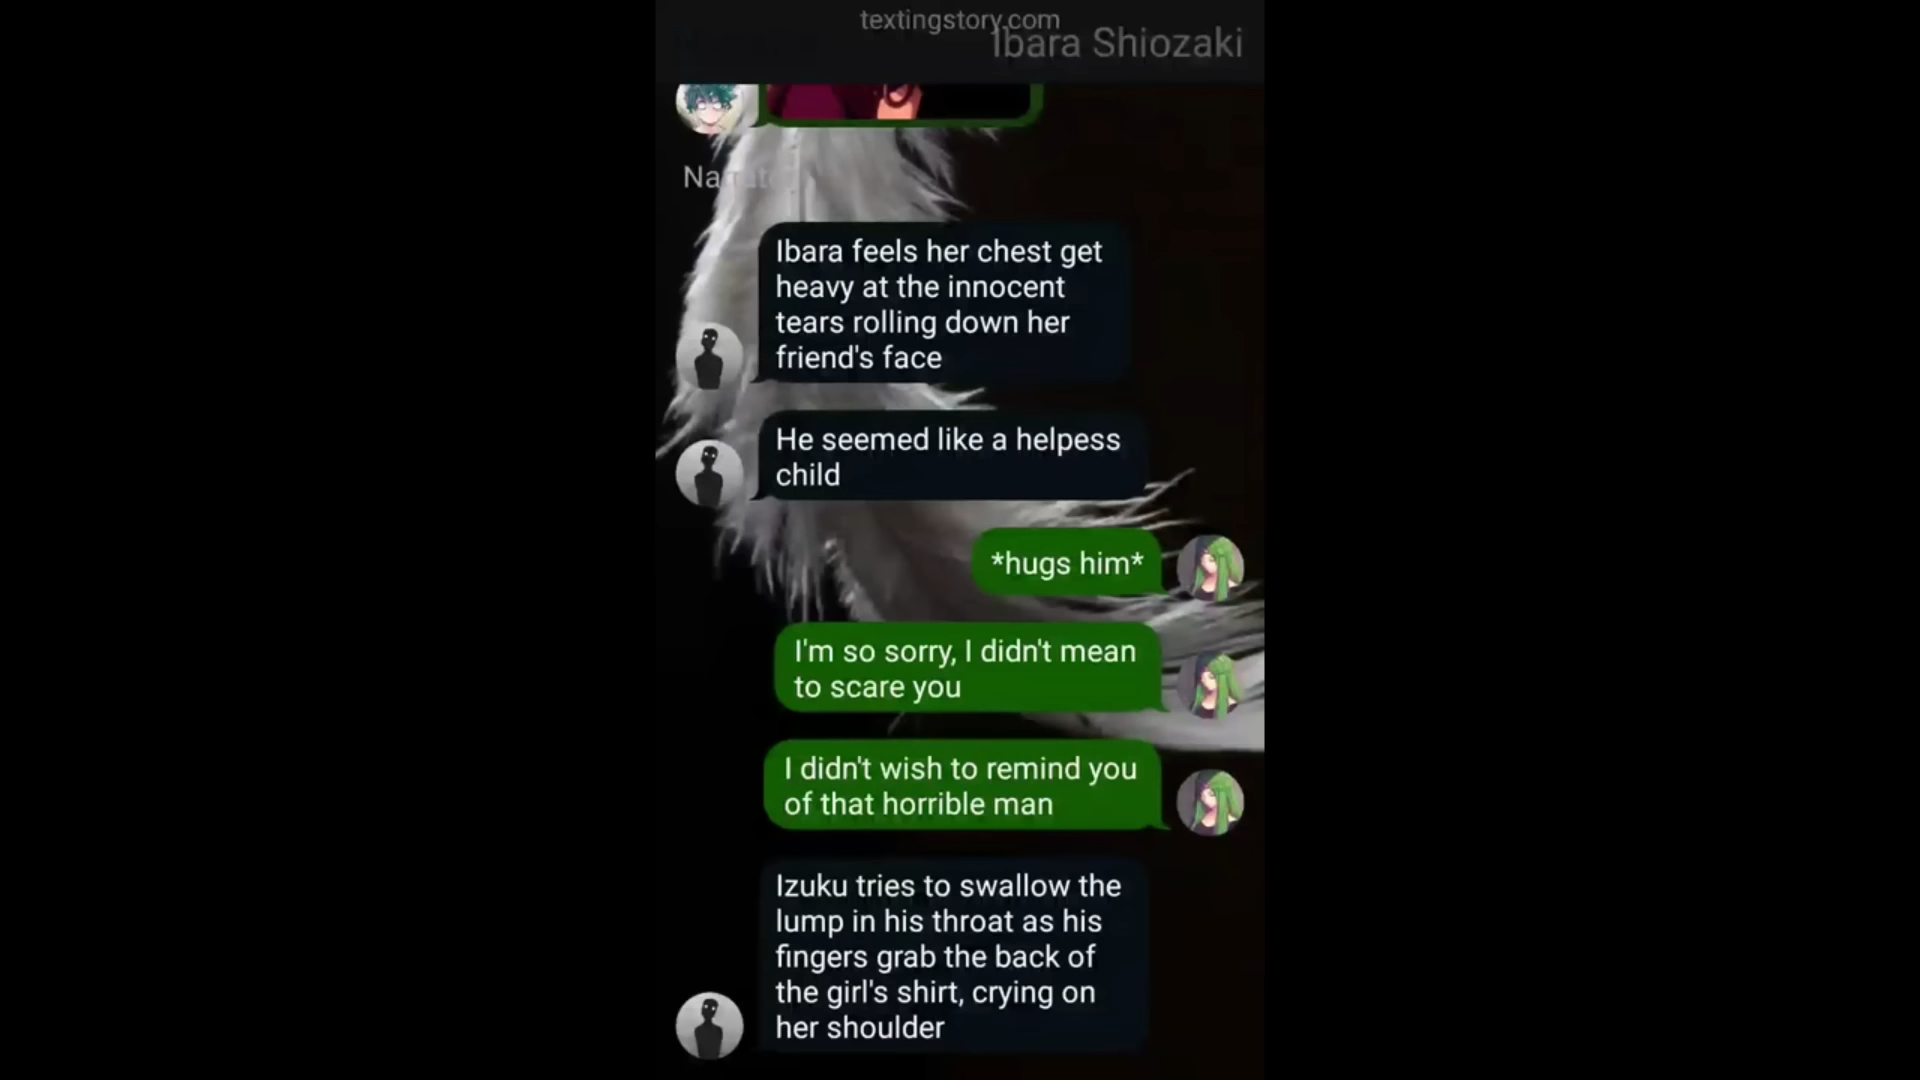 textingstory.com
Ibara Shiozaki
Narrator
Ibara feels her chest get
heavy at the innocent
tears rolling down her
friend's face
He seemed like a helpess
child
*hugs him*
I'm so sorry, I didn't mean
to scare you
I didn't wish to remind you
of that horrible man
Izuku tries to swallow the
lump in his throat as his
fingers grab the back of
the girl's shirt, crying on
her shoulder